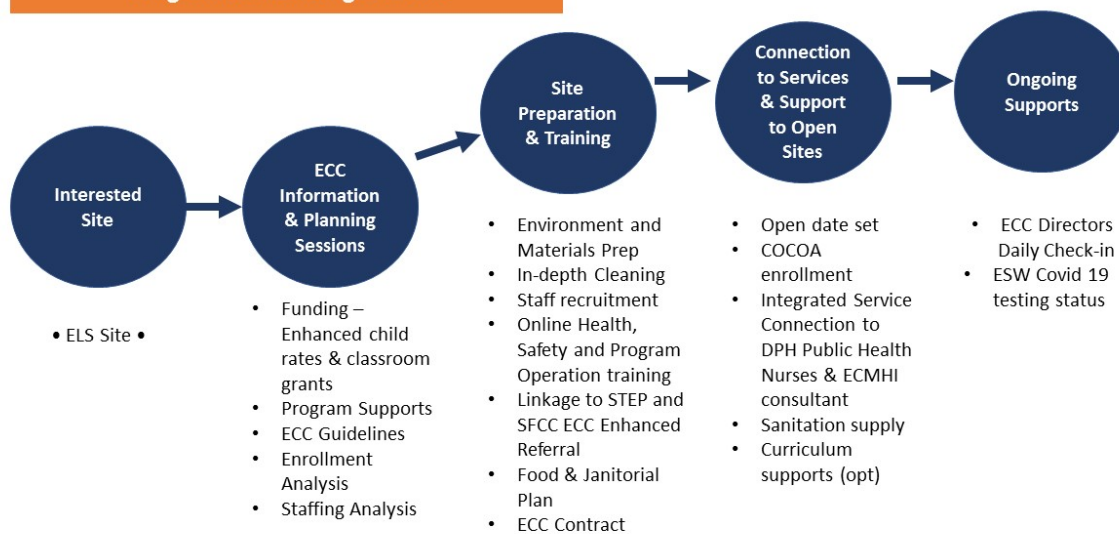 Interested
Site
• ELS Site •
ECC
Information
& Planning
Sessions
• Funding –
Enhanced child
rates & classroom
grants
• Program Supports
• ECC Guidelines
• Enrollment
Analysis
• Staffing Analysis
Site
Preparation
& Training
• Environment and
Materials Prep
• In-depth Cleaning
• Staff recruitment
• Online Health,
Safety and Program
Operation training
• Linkage to STEP and
SFCC ECC Enhanced
Referral
• Food & Janitorial
Plan
• ECC Contract
Connection
to Services
& Support
to Open
Sites
• Open date set
• COCOA
enrollment
• Integrated Service
Connection to
DPH Public Health
Nurses & ECMHI
consultant
• Sanitation supply
• Curriculum
supports (opt)
Ongoing
Supports
• ECC Directors
Daily Check-in
• ESW Covid 19
testing status